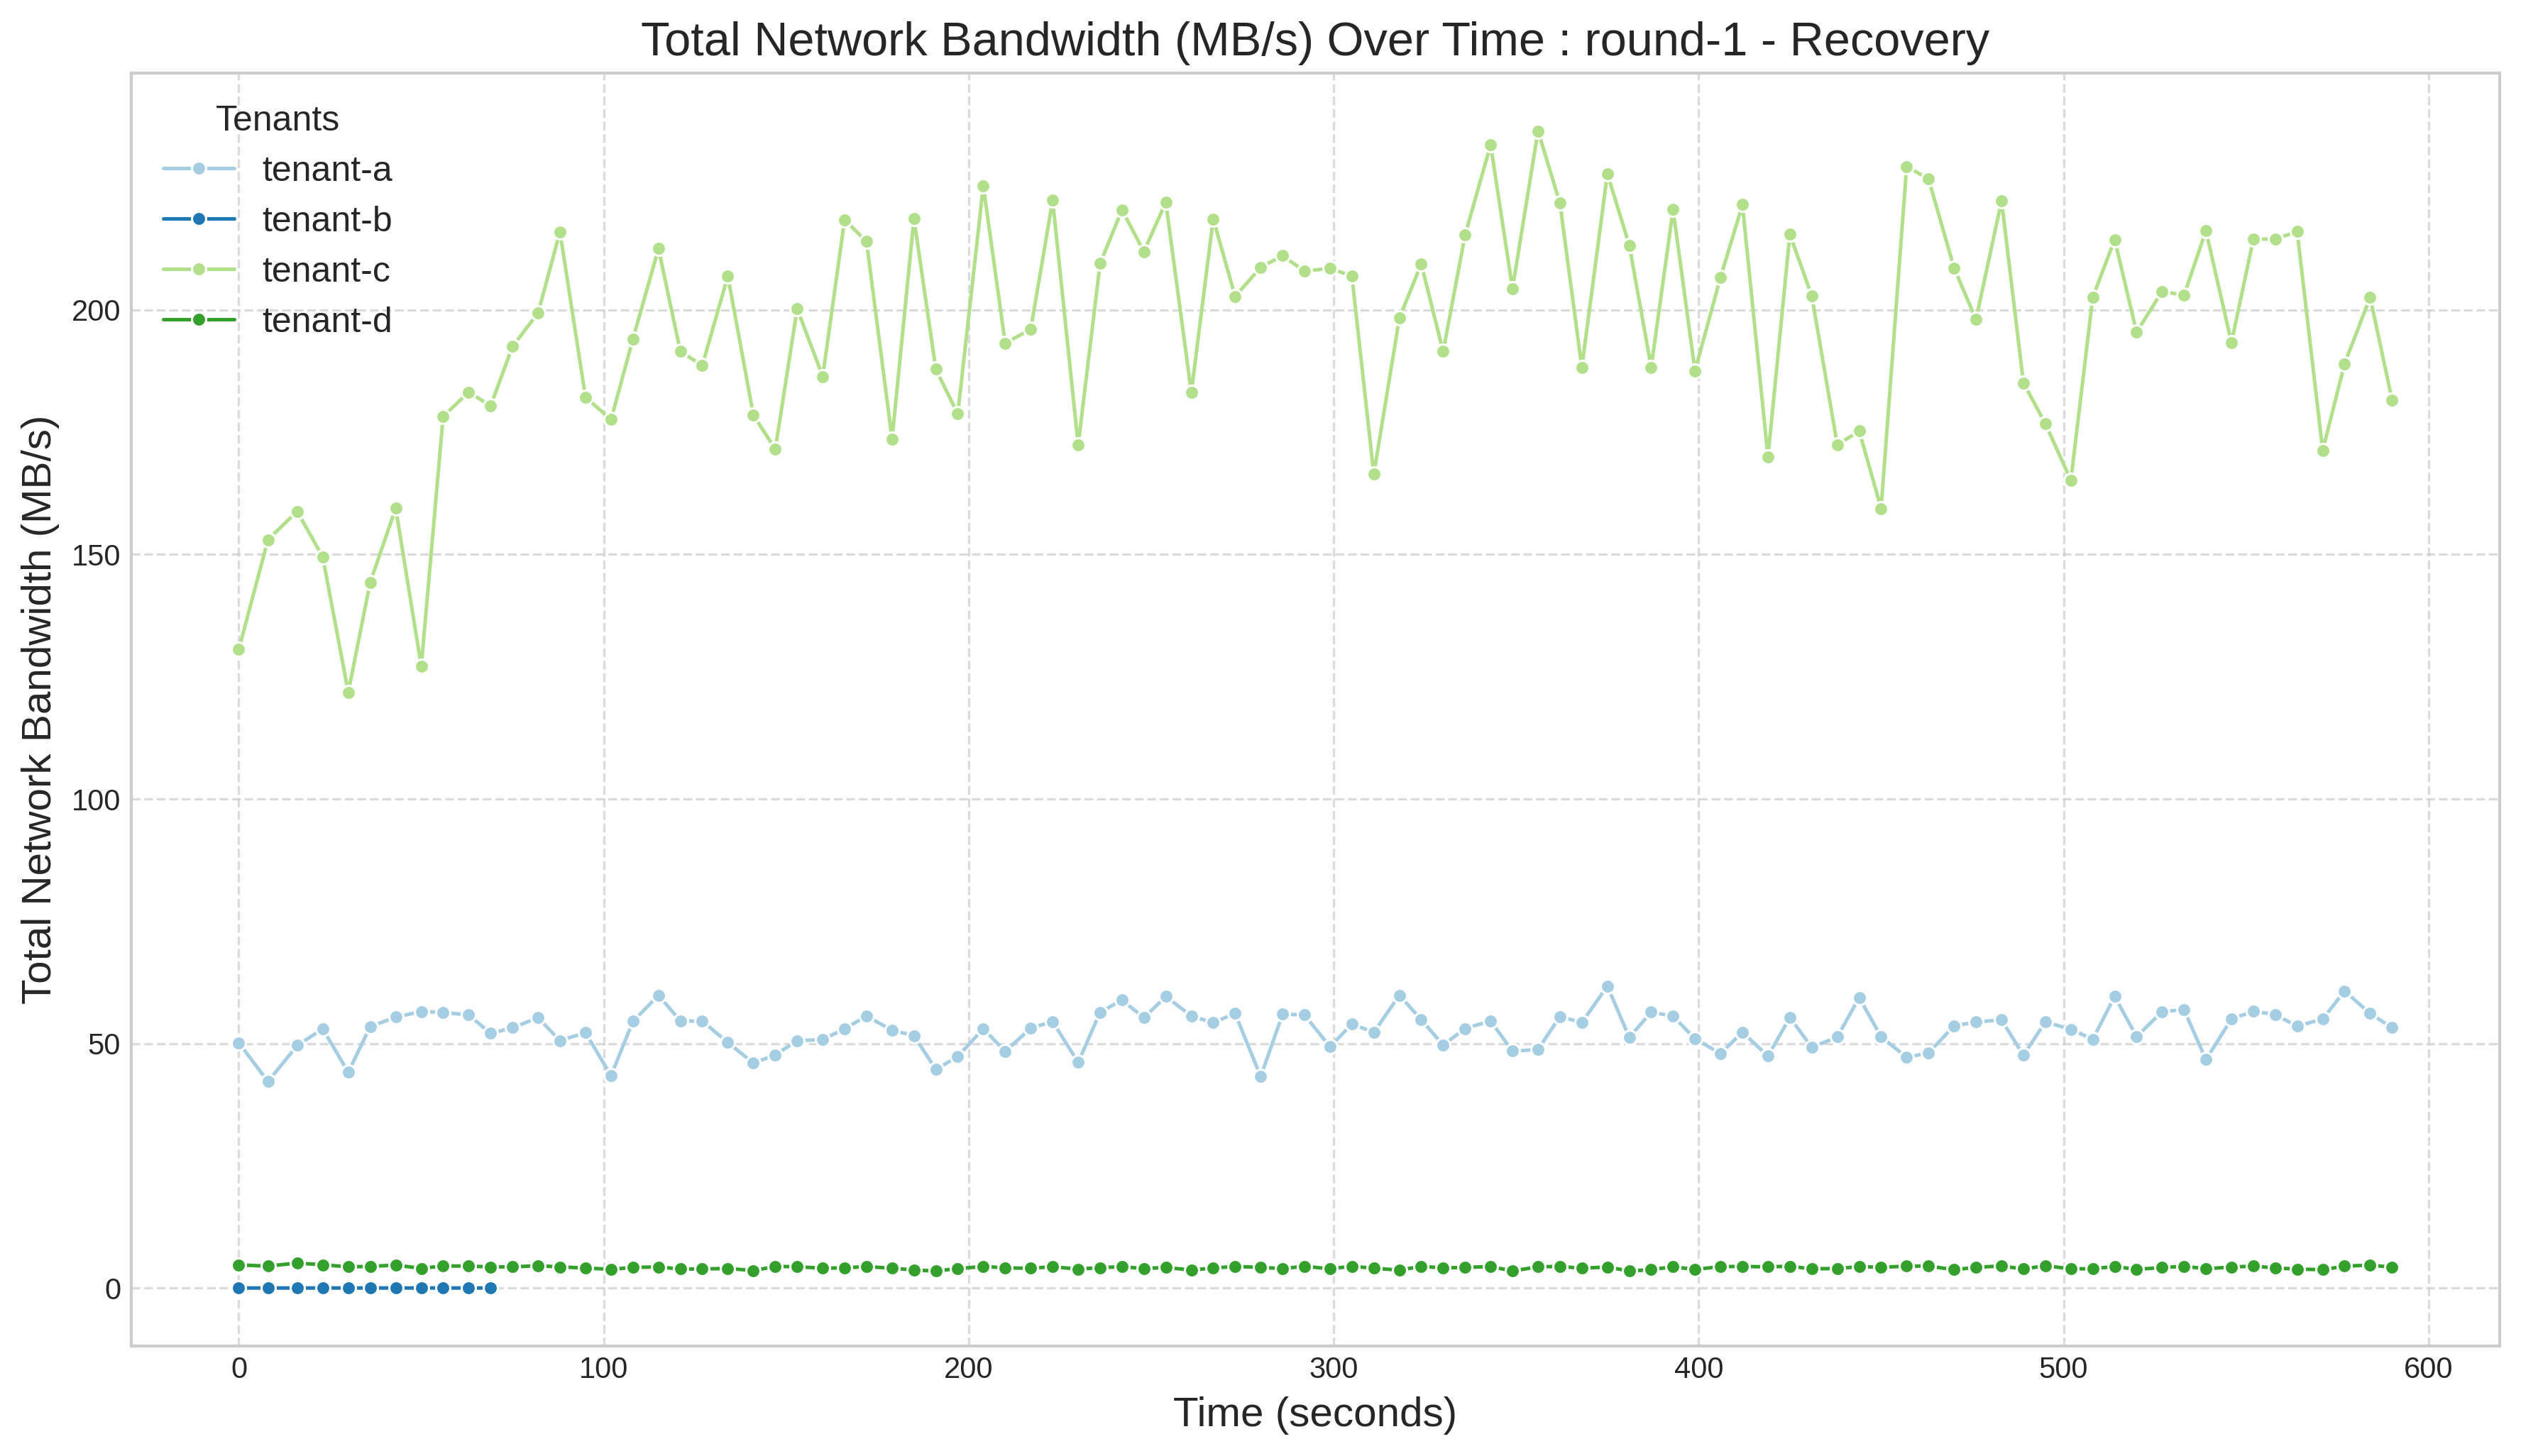 Total Network Bandwidth (MB/s) Over Time : round-1 - Recovery
Tenants
tenant-a
tenant-b
tenant-c
tenant-d
Total Network Bandwidth (MB/s)
200
150
100
50
0
0 100 200 300 400 500 600
Time (seconds)